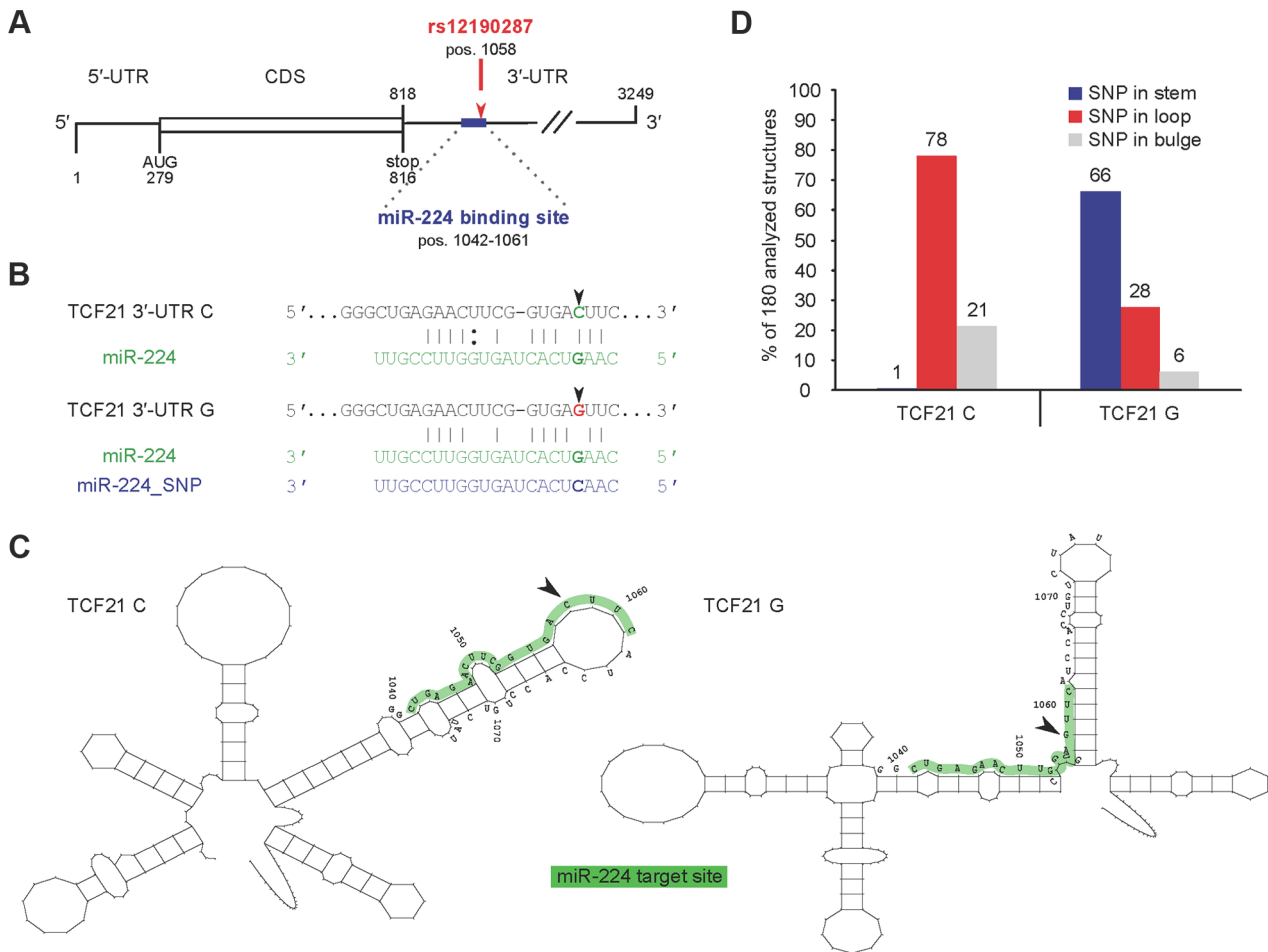 A
rs12190287
pos. 1058
5′-UTR
CDS
3′-UTR
818
3249
5′
3′
AUG
279
stop
816
1
miR-224 binding site
pos. 1042-1061
B
TCF21 3′-UTR C 5′...GGGCUGAGAACUUCG-GUGACUUC...3′
miR-224 3′ UUGCCUUGGUGAUCACUGAAC 5′
TCF21 3′-UTR G 5′...GGGCUGAGAACUUCG-GUGAGUUC...3′
miR-224 3′ UUGCCUUGGUGAUCACUGAAC 5′
miR-224_SNP 3′ UUGCCUUGGUGAUCACUCAAC 5′
C
TCF21 C
1040
1050
1060
1070
TCF21 G
1040
1050
1060
1070
miR-224 target site
D
% of 180 analyzed structures
100
90
80
70
60
50
40
30
20
10
0
SNP in stem
SNP in loop
SNP in bulge
1
78
21
66
28
6
TCF21 C
TCF21 G